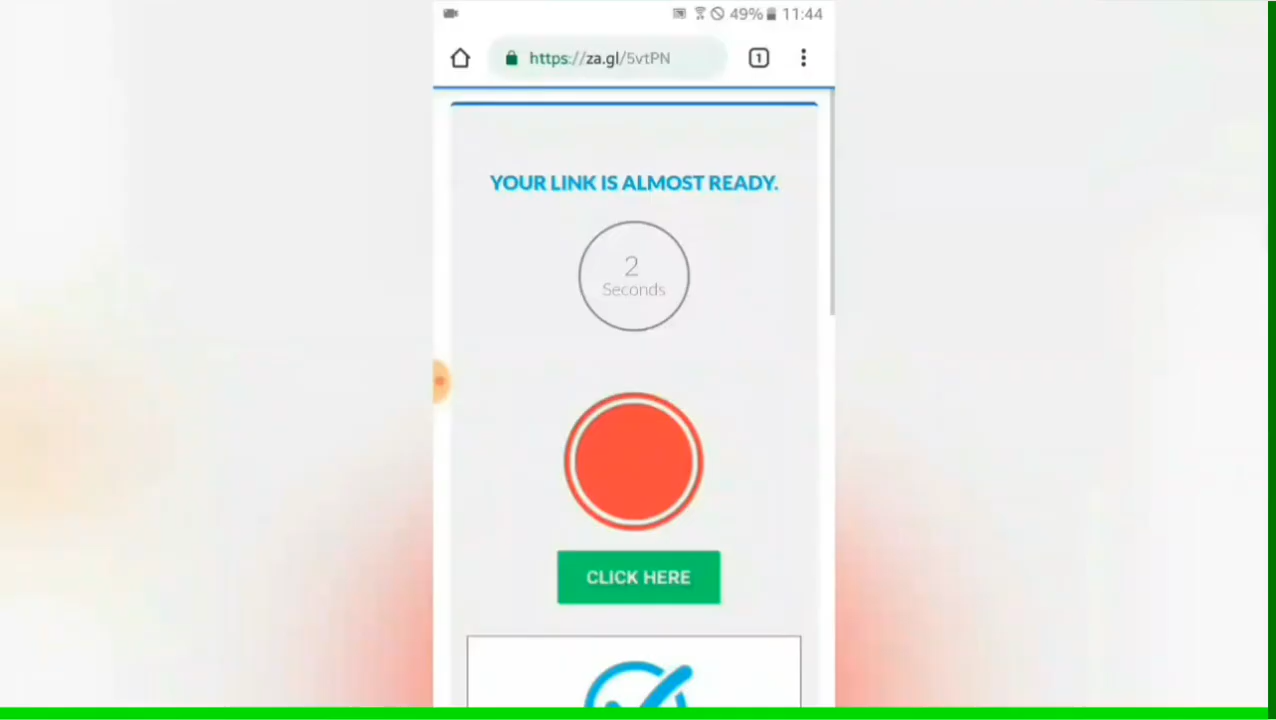 49% 11:44
https://za.gl/5vtPN 1
YOUR LINK IS ALMOST READY.
2
Seconds
CLICK HERE